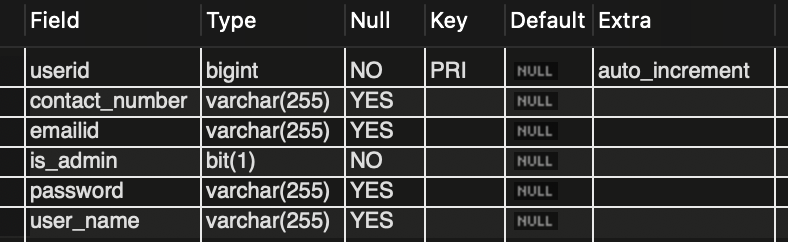 Field Type Null Key Default Extra
userid bigint NO PRI NULL auto_increment
contact_number varchar(255) YES NULL
emailid varchar(255) YES NULL
is_admin bit(1) NO NULL
password varchar(255) YES NULL
user_name varchar(255) YES NULL